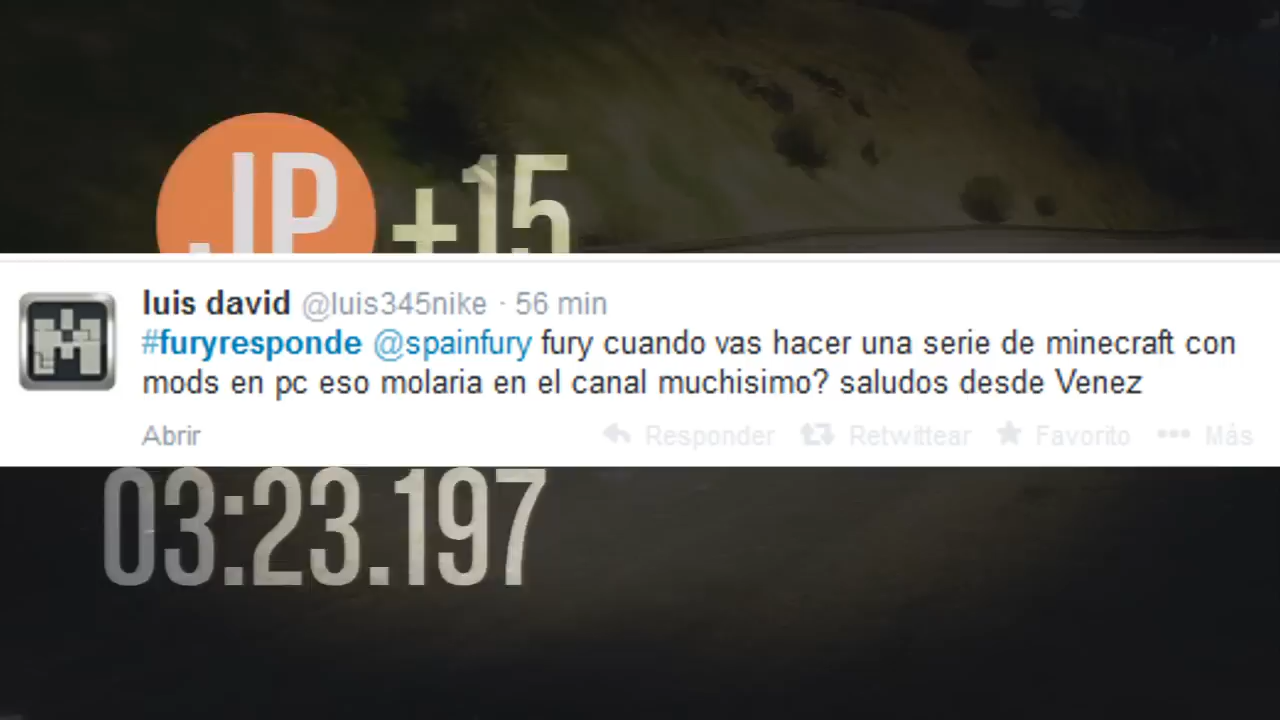 JP +15
luis david @luis345nike · 56 min
#furyresponde @spainfury fury cuando vas hacer una serie de minecraft con
mods en pc eso molaria en el canal muchisimo? saludos desde Venez
Abrir Responder Retwittear Favorito Más
03:23.197